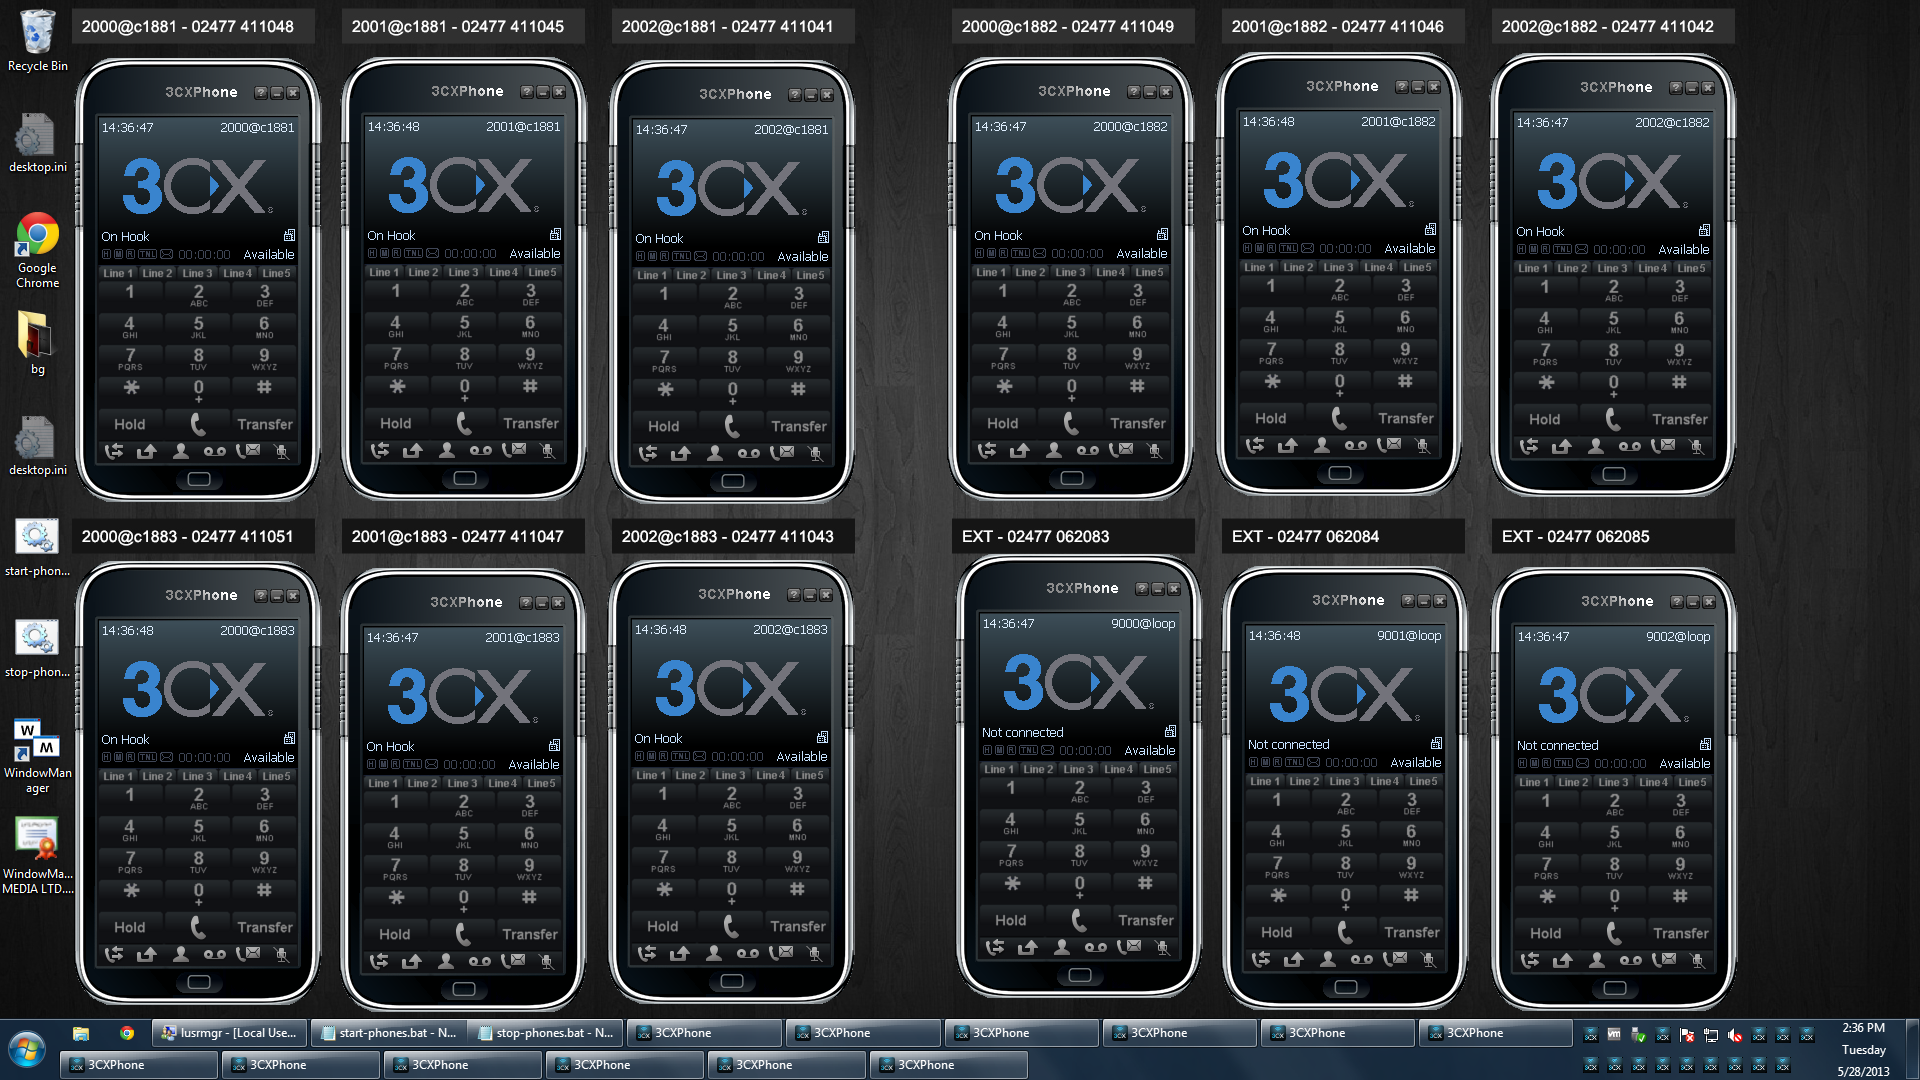 Recycle Bin
desktop.ini
Google Chrome
bg
desktop.ini
start-phon...
stop-phon...
WindowMan
ager
WindowMa...
MEDIA LTD....
2000@c1881 - 02477 411048
3CXPhone
14:36:47 2000@c1881
3CX
On Hook
H M R TNL 00:00:00 Available
Line 1 Line 2 Line 3 Line 4 Line 5
1 2 ABC 3 DEF
4 GHI 5 JKL 6 MNO
7 PQRS 8 TUV 9 WXYZ
* 0 + #
Hold Transfer
2001@c1881 - 02477 411045
3CXPhone
14:36:48 2001@c1881
3CX
On Hook
H M R TNL 00:00:00 Available
Line 1 Line 2 Line 3 Line 4 Line 5
1 2 ABC 3 DEF
4 GHI 5 JKL 6 MNO
7 PQRS 8 TUV 9 WXYZ
* 0 + #
Hold Transfer
2002@c1881 - 02477 411041
3CXPhone
14:36:47 2002@c1881
3CX
On Hook
H M R TNL 00:00:00 Available
Line 1 Line 2 Line 3 Line 4 Line 5
1 2 ABC 3 DEF
4 GHI 5 JKL 6 MNO
7 PQRS 8 TUV 9 WXYZ
* 0 + #
Hold Transfer
2000@c1882 - 02477 411049
3CXPhone
14:36:47 2000@c1882
3CX
On Hook
H M R TNL 00:00:00 Available
Line 1 Line 2 Line 3 Line 4 Line 5
1 2 ABC 3 DEF
4 GHI 5 JKL 6 MNO
7 PQRS 8 TUV 9 WXYZ
* 0 + #
Hold Transfer
2001@c1882 - 02477 411046
3CXPhone
14:36:48 2001@c1882
3CX
On Hook
H M R TNL 00:00:00 Available
Line 1 Line 2 Line 3 Line 4 Line 5
1 2 ABC 3 DEF
4 GHI 5 JKL 6 MNO
7 PQRS 8 TUV 9 WXYZ
* 0 + #
Hold Transfer
2002@c1882 - 02477 411042
3CXPhone
14:36:47 2002@c1882
3CX
On Hook
H M R TNL 00:00:00 Available
Line 1 Line 2 Line 3 Line 4 Line 5
1 2 ABC 3 DEF
4 GHI 5 JKL 6 MNO
7 PQRS 8 TUV 9 WXYZ
* 0 + #
Hold Transfer
2000@c1883 - 02477 411051
3CXPhone
14:36:48 2000@c1883
3CX
On Hook
H M R TNL 00:00:00 Available
Line 1 Line 2 Line 3 Line 4 Line 5
1 2 ABC 3 DEF
4 GHI 5 JKL 6 MNO
7 PQRS 8 TUV 9 WXYZ
* 0 + #
Hold Transfer
2001@c1883 - 02477 411047
3CXPhone
14:36:47 2001@c1883
3CX
On Hook
H M R TNL 00:00:00 Available
Line 1 Line 2 Line 3 Line 4 Line 5
1 2 ABC 3 DEF
4 GHI 5 JKL 6 MNO
7 PQRS 8 TUV 9 WXYZ
* 0 + #
Hold Transfer
2002@c1883 - 02477 411043
3CXPhone
14:36:48 2002@c1883
3CX
On Hook
H M R TNL 00:00:00 Available
Line 1 Line 2 Line 3 Line 4 Line 5
1 2 ABC 3 DEF
4 GHI 5 JKL 6 MNO
7 PQRS 8 TUV 9 WXYZ
* 0 + #
Hold Transfer
EXT - 02477 062083
3CXPhone
14:36:47 9000@loop
3CX
Not connected
H M R TNL 00:00:00 Available
Line 1 Line 2 Line 3 Line 4 Line 5
1 2 ABC 3 DEF
4 GHI 5 JKL 6 MNO
7 PQRS 8 TUV 9 WXYZ
* 0 + #
Hold Transfer
EXT - 02477 062084
3CXPhone
14:36:48 9001@loop
3CX
Not connected
H M R TNL 00:00:00 Available
Line 1 Line 2 Line 3 Line 4 Line 5
1 2 ABC 3 DEF
4 GHI 5 JKL 6 MNO
7 PQRS 8 TUV 9 WXYZ
* 0 + #
Hold Transfer
EXT - 02477 062085
3CXPhone
14:36:47 9002@loop
3CX
Not connected
H M R TNL 00:00:00 Available
Line 1 Line 2 Line 3 Line 4 Line 5
1 2 ABC 3 DEF
4 GHI 5 JKL 6 MNO
7 PQRS 8 TUV 9 WXYZ
* 0 + #
Hold Transfer
lusrmgr - [Local Use... start-phones.bat - N... stop-phones.bat - N... 3CXPhone 3CXPhone 3CXPhone 3CXPhone 3CXPhone 3CXPhone
3CXPhone 3CXPhone 3CXPhone 3CXPhone 3CXPhone 3CXPhone
2:36 PM
Tuesday
5/28/2013